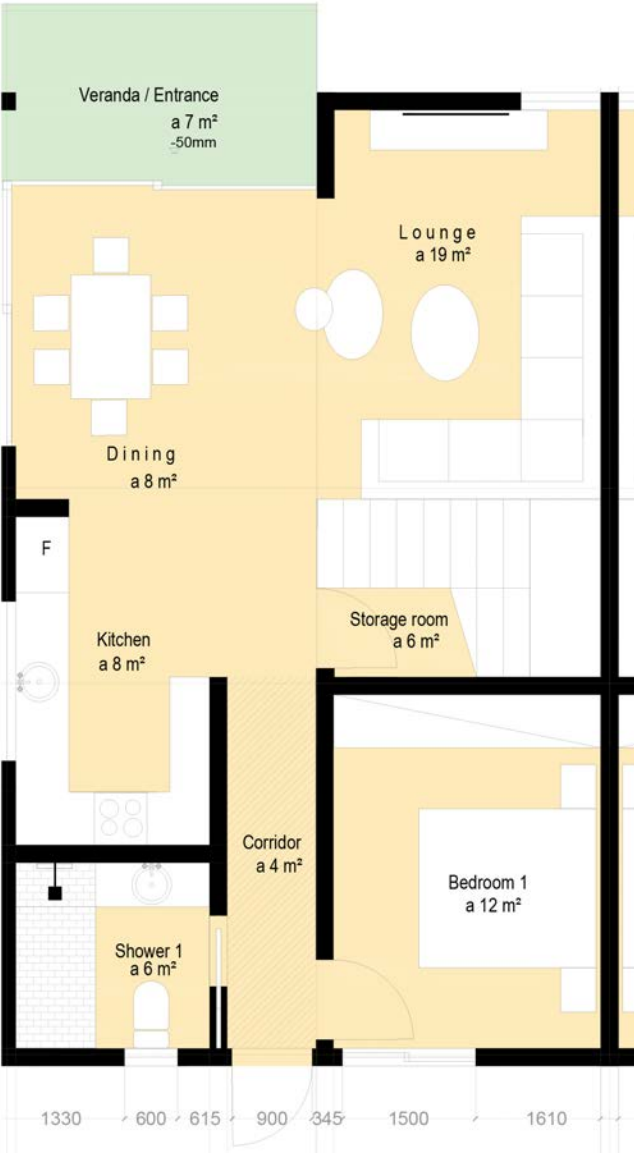 Veranda / Entrance
a 7 m²
-50mm
Lounge
a 19 m²
Dining
a 8 m²
F
Storage room
a 6 m²
Kitchen
a 8 m²
Corridor
a 4 m²
Bedroom 1
a 12 m²
Shower 1
a 6 m²
1330 600 615 900 345 1500 1610